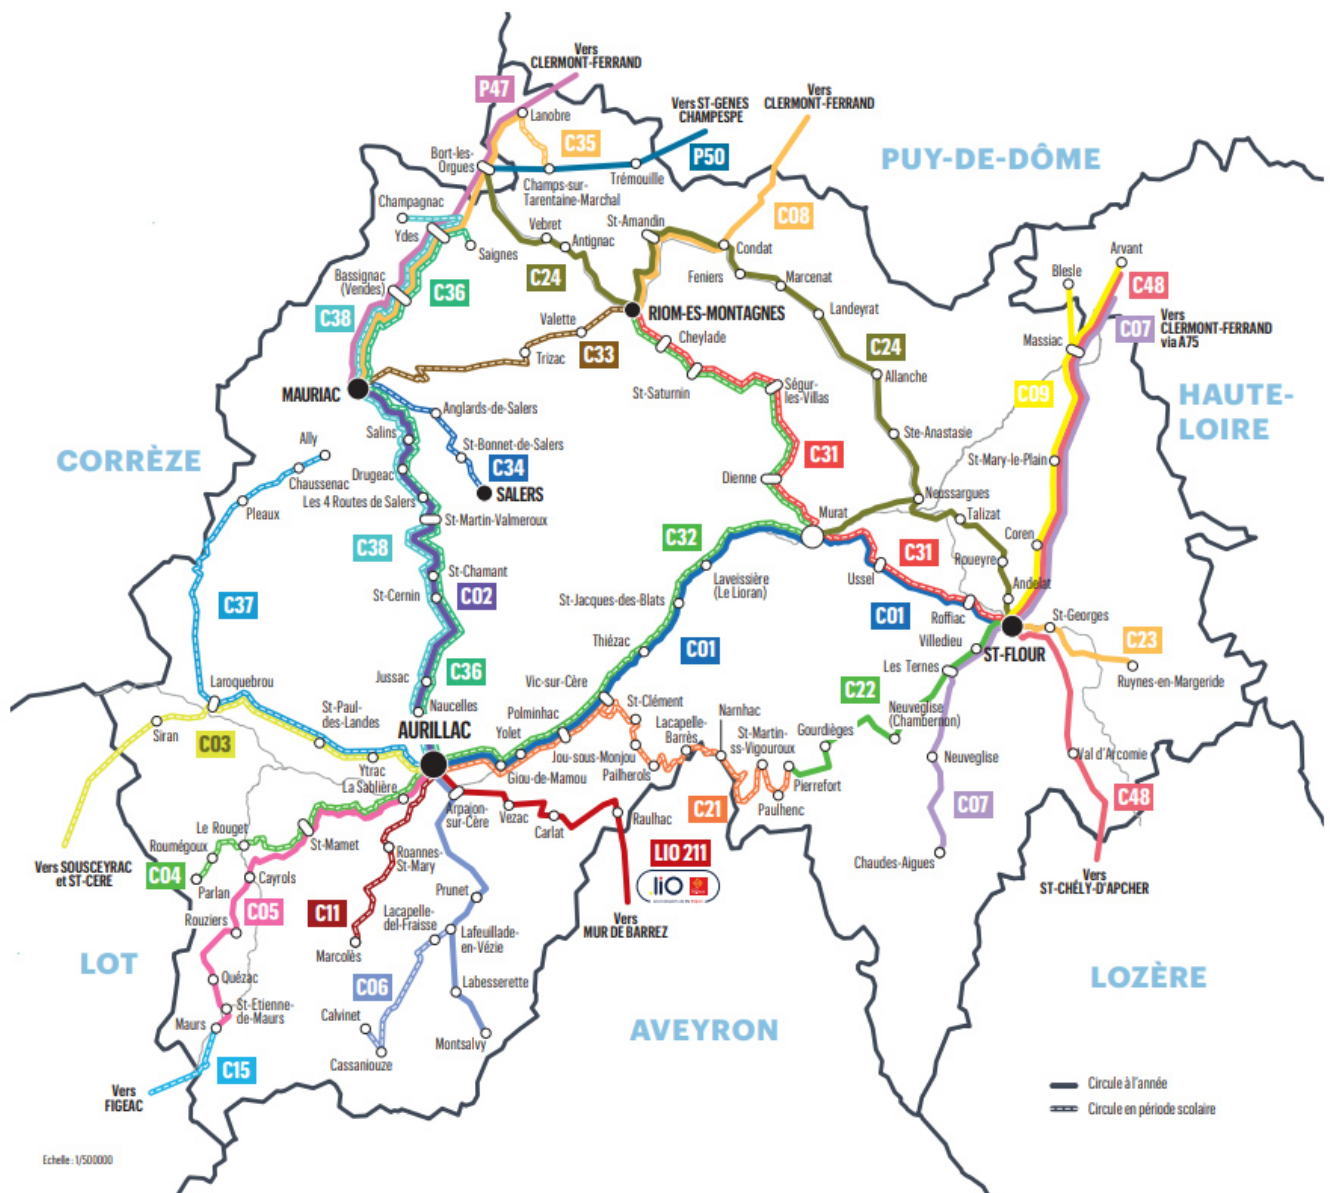 Vers
CLERMONT-FERRAND
P47
Lanobre
Vers ST-GENES
CHAMPESPE
Vers
CLERMONT-FERRAND
C35
P50
Bort-les-
Orgues
Champs-sur-
Tarentaine-Marchal
Trémouille
PUY-DE-DÔME
Champagnac
Ydes
Saignes
Vebret
Antignac
St-Amandin
C08
Condat
Feniers
Marcenat
Arvant
Blesle
C48
Bassignac
(Vendes)
C36
C24
C38
RIOM-ES-MONTAGNES
Landeyrat
C07
Vers
CLERMONT-FERRAND
via A75
Massiac
Valette
Trizac
C33
Cheylade
St-Saturnin
Ségur-
les-Villas
C24
Allanche
C09
HAUTE-
LOIRE
MAURIAC
Anglards-de-Salers
Salins
St-Bonnet-de-Salers
C34
SALERS
Drugeac
Les 4 Routes de Salers
St-Martin-Valmeroux
CORRÈZE
Ally
Chaussenac
Pleaux
Ste-Anastasie
St-Mary-le-Plain
C31
Dienne
Neussargues
Murat
Talizat
Coren
C38
St-Chamant
C32
C31
Roueyre
Ussel
Laveissière
(Le Lioran)
Andelat
St-Cernin
C02
C37
St-Jacques-des-Blats
C01
Roffiac
C01
St-Georges
Villedieu
ST-FLOUR
C23
Ruynes-en-Margeride
Thiézac
Les Ternes
Jussac
C36
Vic-sur-Cère
C22
Laroquebrou
Naucelles
St-Paul-
des-Landes
Siran
C03
AURILLAC
Polminhac
Yolet
St-Clément
Lacapelle-
Barrès
Narnhac
St-Martin-
ss-Vigouroux
Gourdièges
Neuveglise
(Chambernon)
Ytrac
La Sablière
Giou-de-Mamou
Jou-sous-Monjou
Pailherols
Pierrefort
Paulhenc
Neuveglise
Val d'Arcomie
C21
C07
C48
Arpajon-
sur-Cère
Vezac
Carlat
Raulhac
Le Rouget
Roumégoux
St-Mamet
Roannes-
St-Mary
Chaudes-Aigues
Vers SOUSCEYRAC
et ST-CERE
C04
Parlan
Cayrols
LIO 211
liO
Vers
ST-CHÉLY-D'APCHER
Prunet
Rouziers
C05
C11
Lacapelle-
del-Fraisse
Lafeuillade-
en-Vézie
Vers
MUR DE BARREZ
Marcolès
LOT
Quézac
C06
Labesserette
LOZÈRE
St-Etienne-
de-Maurs
Maurs
Calvinet
Cassaniouze
Montsalvy
AVEYRON
C15
Vers
FIGEAC
Circule à l'année
Circule en période scolaire
Echelle : 1/500000